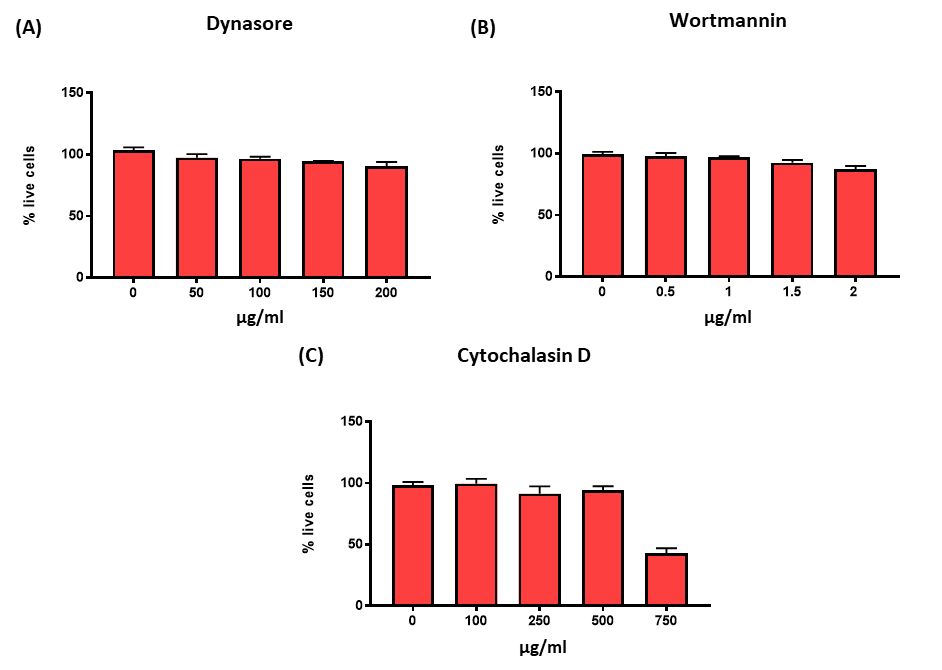 (A) Dynasore
150
100
50
0
% live cells
0 50 100 150 200
µg/ml
(B) Wortmannin
150
100
50
0
% live cells
0 0.5 1 1.5 2
µg/ml
(C) Cytochalasin D
150
100
50
0
% live cells
0 100 250 500 750
µg/ml